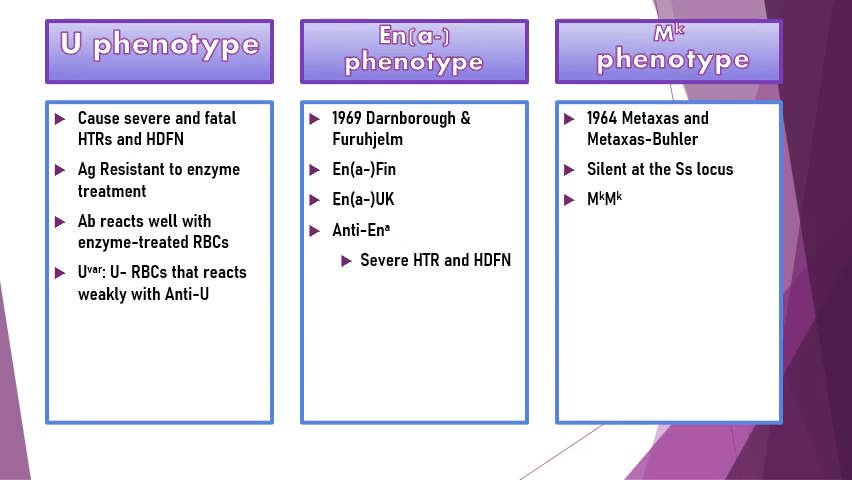 U phenotype
Cause severe and fatal
HTRs and HDFN
Ag Resistant to enzyme
treatment
Ab reacts well with
enzyme-treated RBCs
Uᵛᵃʳ: U- RBCs that reacts
weakly with Anti-U
En(a-)
phenotype
1969 Darnborough &
Furuhjelm
En(a-)Fin
En(a-)UK
Anti-Enᵃ
Severe HTR and HDFN
Mᵏ
phenotype
1964 Metaxas and
Metaxas-Buhler
Silent at the Ss locus
MᵏMᵏ